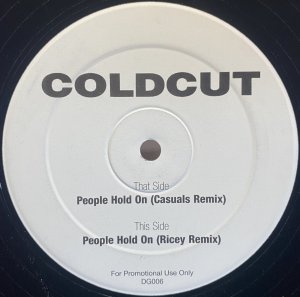 COLDCUT
That Side
People Hold On (Casuals Remix)
This Side
People Hold On (Ricey Remix)
For Promotional Use Only
DG006